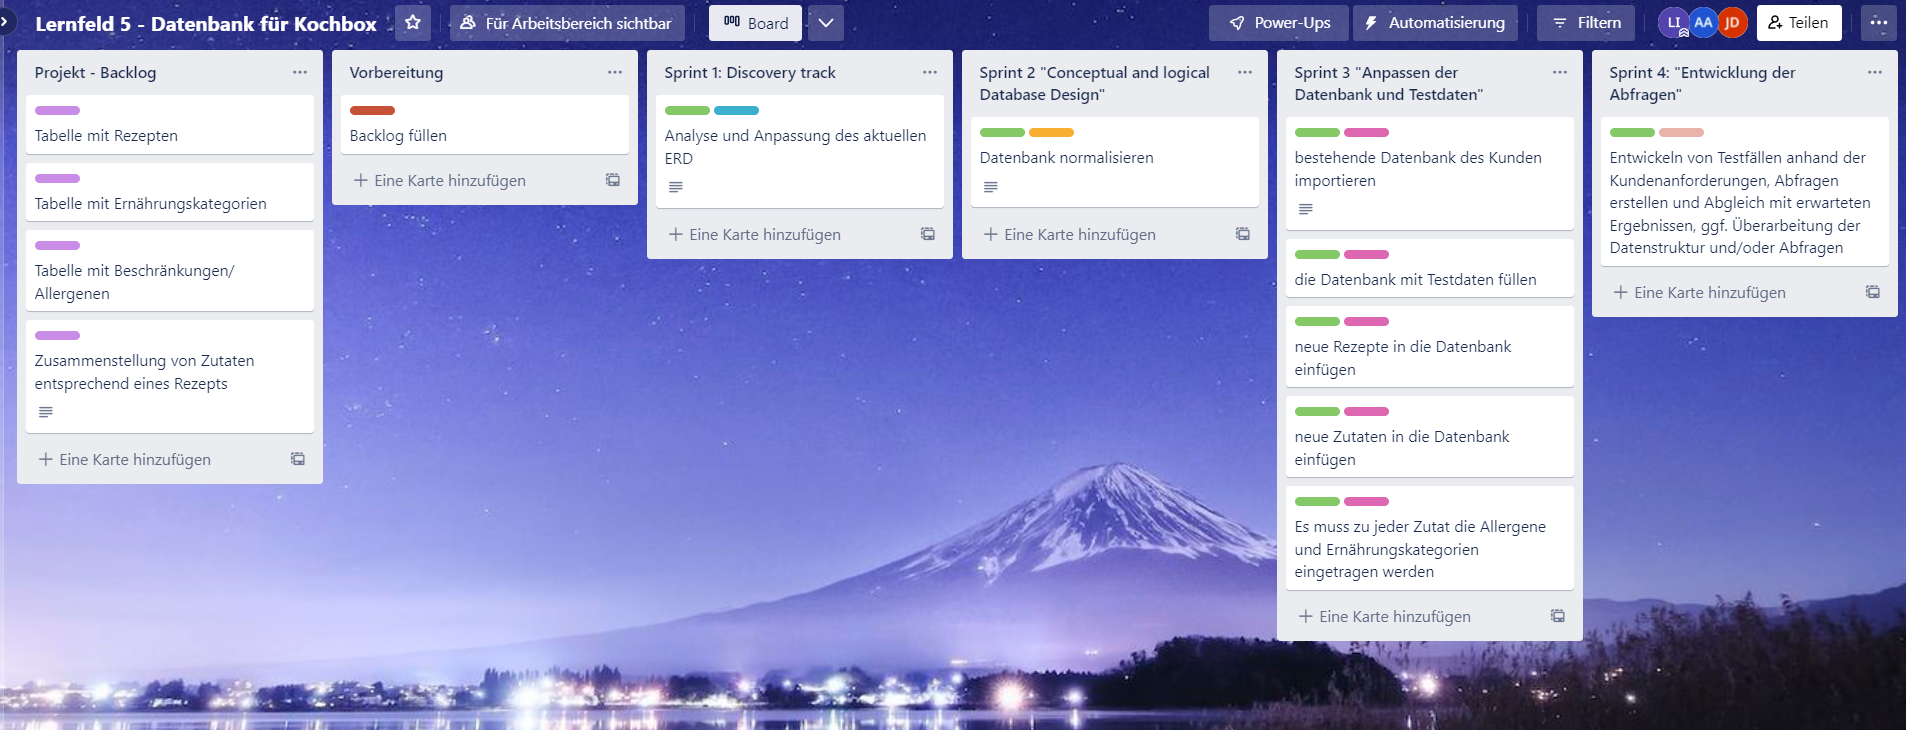 Lernfeld 5 - Datenbank für Kochbox
Für Arbeitsbereich sichtbar
Board
Power-Ups
Automatisierung
Filtern
LI
AA
JD
Teilen
Projekt - Backlog
Tabelle mit Rezepten
Tabelle mit Ernährungskategorien
Tabelle mit Beschränkungen/
Allergenen
Zusammenstellung von Zutaten
entsprechend eines Rezepts
Eine Karte hinzufügen
Vorbereitung
Backlog füllen
Eine Karte hinzufügen
Sprint 1: Discovery track
Analyse und Anpassung des aktuellen
ERD
Eine Karte hinzufügen
Sprint 2 "Conceptual and logical
Database Design"
Datenbank normalisieren
Eine Karte hinzufügen
Sprint 3 "Anpassen der
Datenbank und Testdaten"
bestehende Datenbank des Kunden
importieren
die Datenbank mit Testdaten füllen
neue Rezepte in die Datenbank
einfügen
neue Zutaten in die Datenbank
einfügen
Es muss zu jeder Zutat die Allergene
und Ernährungskategorien
eingetragen werden
Eine Karte hinzufügen
Sprint 4: "Entwicklung der
Abfragen"
Entwickeln von Testfällen anhand der
Kundenanforderungen, Abfragen
erstellen und Abgleich mit erwarteten
Ergebnissen, ggf. Überarbeitung der
Datenstruktur und/oder Abfragen
Eine Karte hinzufügen